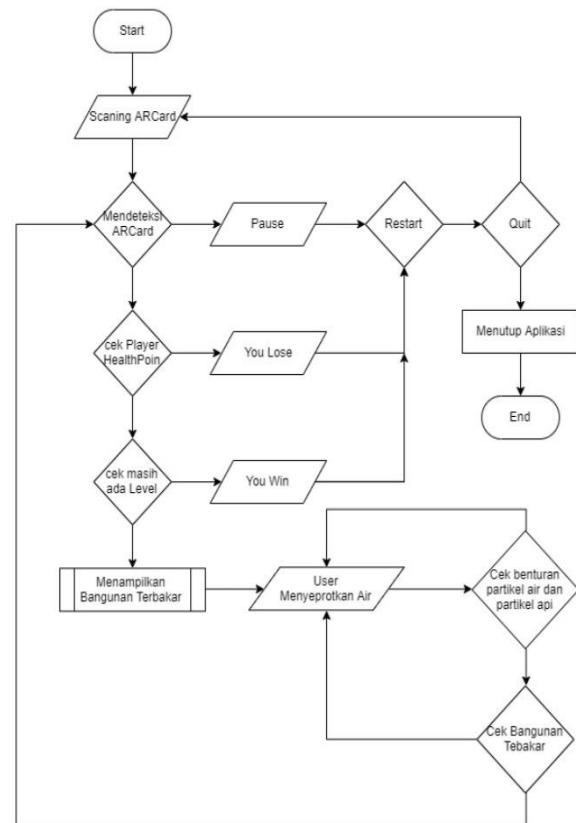 Start
Scaning ARCard
Mendeteksi
ARCard
Pause
Restart
Quit
cek Player
HealthPoin
You Lose
Menutup Aplikasi
End
cek masih
ada Level
You Win
Menampilkan
Bangunan Terbakar
User
Menyeprotkan Air
Cek benturan
partikel air dan
partikel api
Cek Bangunan
Tebakar